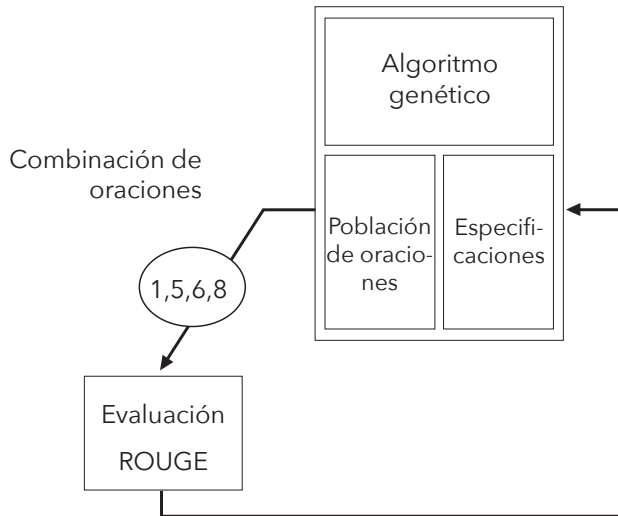 Algoritmo
genético
Combinación de
oraciones
Población
de oracio-
nes
Especifi-
caciones
1,5,6,8
Evaluación
ROUGE